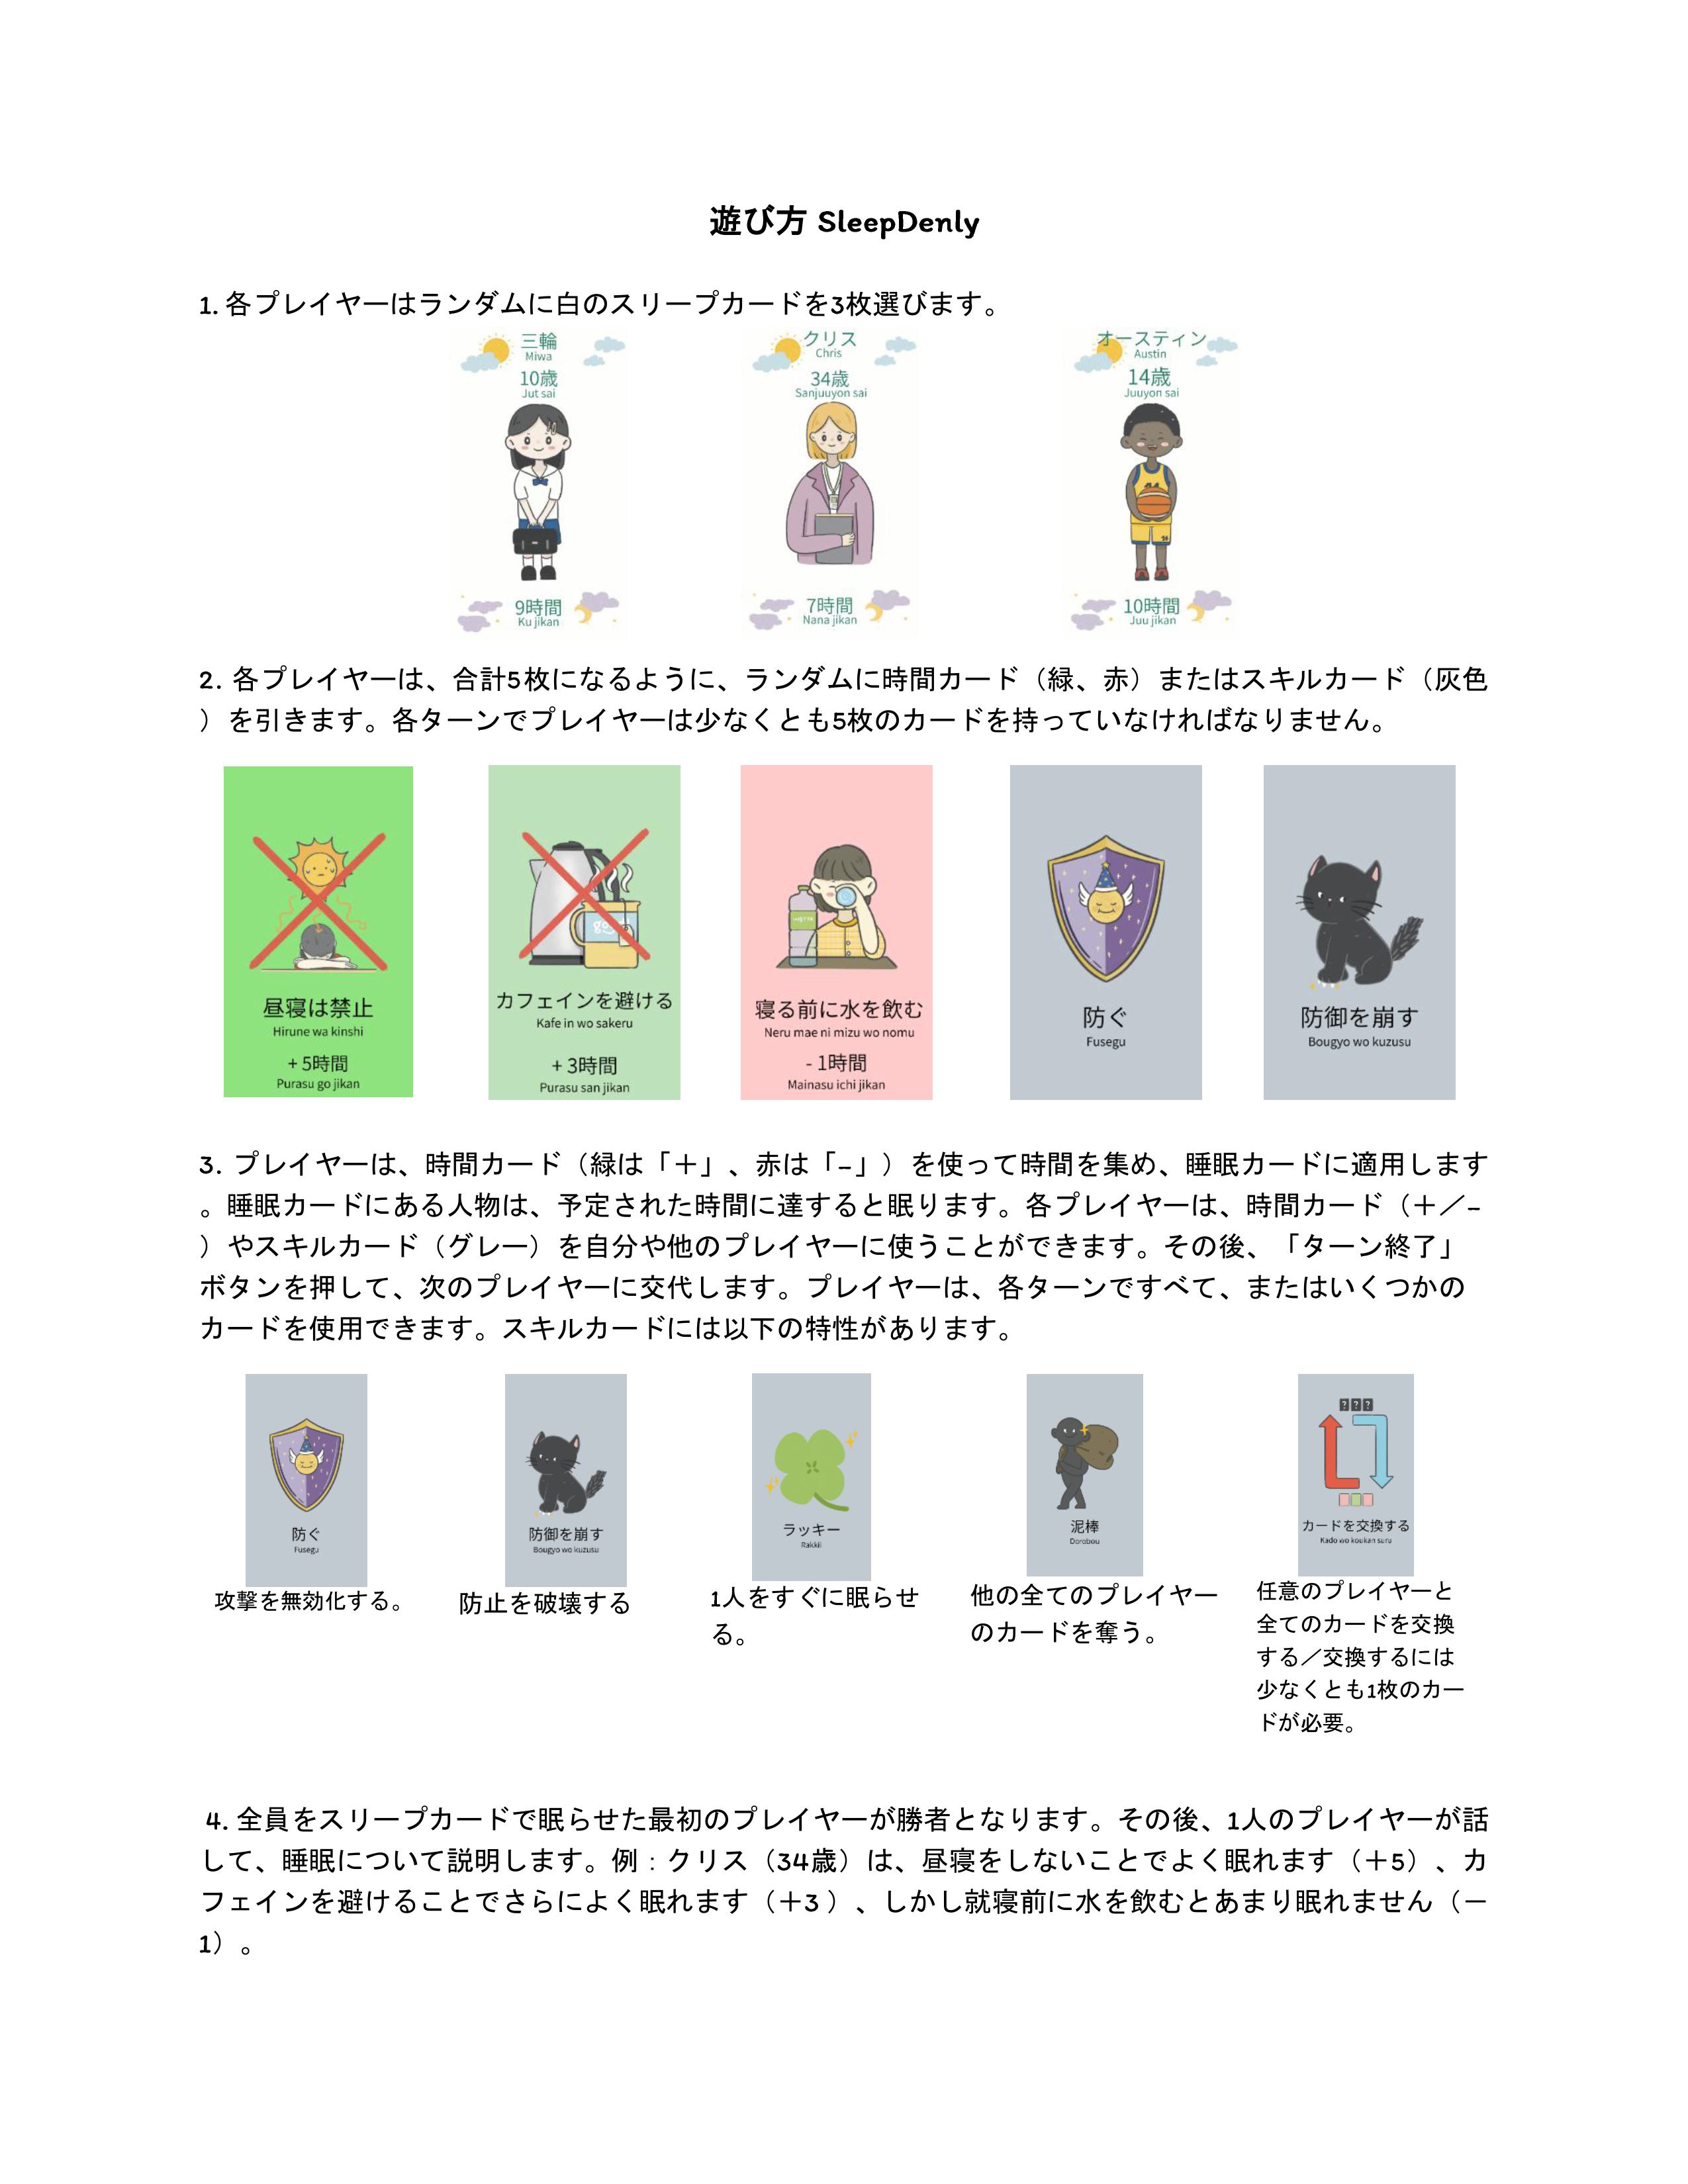 遊び方 SleepDenly
1. 各プレイヤーはランダムに白のスリープカードを3枚選びます。
三輪
Miwa
10歳
Jut sai
9時間
Ku jikan
クリス
Chris
34歳
Sanjuuyon sai
7時間
Nana jikan
オースティン
Austin
14歳
Juuyon sai
10時間
Juu jikan
2. 各プレイヤーは、合計5枚になるように、ランダムに時間カード（緑、赤）またはスキルカード（灰色
）を引きます。各ターンでプレイヤーは少なくとも5枚のカードを持っていなければなりません。
昼寝は禁止
Hirune wa kinshi
+ 5時間
Purasu go jikan
カフェインを避ける
Kafe in wo sakeru
+ 3時間
Purasu san jikan
寝る前に水を飲む
Neru mae ni mizu wo nomu
- 1時間
Mainasu ichi jikan
防ぐ
Fusegu
防御を崩す
Bougyo wo kuzusu
3. プレイヤーは、時間カード（緑は「＋」、赤は「–」）を使って時間を集め、睡眠カードに適用します
。睡眠カードにある人物は、予定された時間に達すると眠ります。各プレイヤーは、時間カード（＋／–
）やスキルカード（グレー）を自分や他のプレイヤーに使うことができます。その後、「ターン終了」
ボタンを押して、次のプレイヤーに交代します。プレイヤーは、各ターンですべて、またはいくつかの
カードを使用できます。スキルカードには以下の特性があります。
防ぐ
Fusegu
攻撃を無効化する。
防御を崩す
Bougyo wo kuzusu
防止を破壊する
ラッキー
Rakkii
1人をすぐに眠らせ
る。
泥棒
Dorobou
他の全てのプレイヤー
のカードを奪う。
? ? ?
カードを交換する
Kado wo koukan suru
任意のプレイヤーと
全てのカードを交換
する／交換するには
少なくとも1枚のカー
ドが必要。
4. 全員をスリープカードで眠らせた最初のプレイヤーが勝者となります。その後、1人のプレイヤーが話
して、睡眠について説明します。例：クリス（34歳）は、昼寝をしないことでよく眠れます（＋5）、カ
フェインを避けることでさらによく眠れます（＋3 ）、しかし就寝前に水を飲むとあまり眠れません（－
1）。